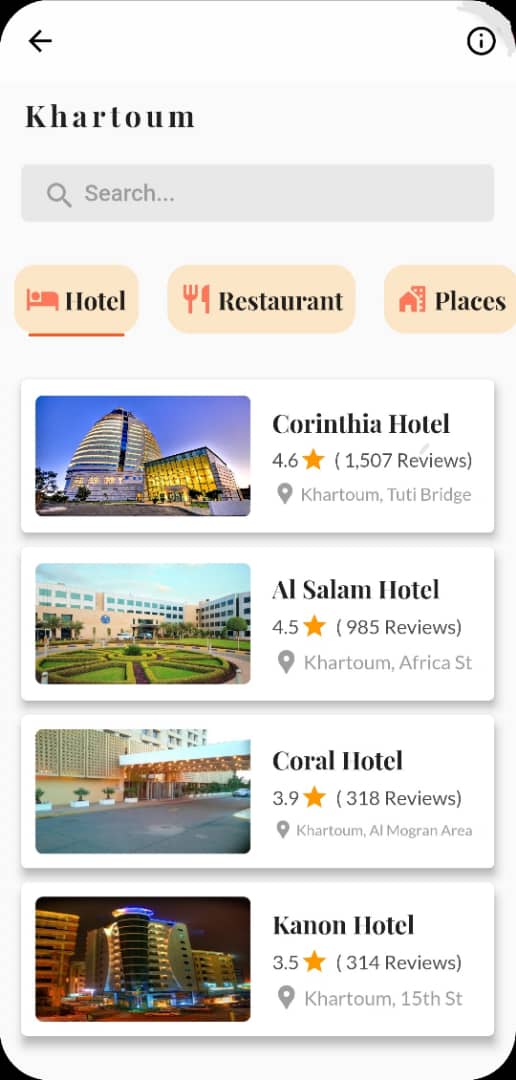 Khartoum
Search...
Hotel
Restaurant
Places
Corinthia Hotel
4.6 ( 1,507 Reviews)
Khartoum, Tuti Bridge
Al Salam Hotel
4.5 ( 985 Reviews)
Khartoum, Africa St
Coral Hotel
3.9 ( 318 Reviews)
Khartoum, Al Mogran Area
Kanon Hotel
3.5 ( 314 Reviews)
Khartoum, 15th St